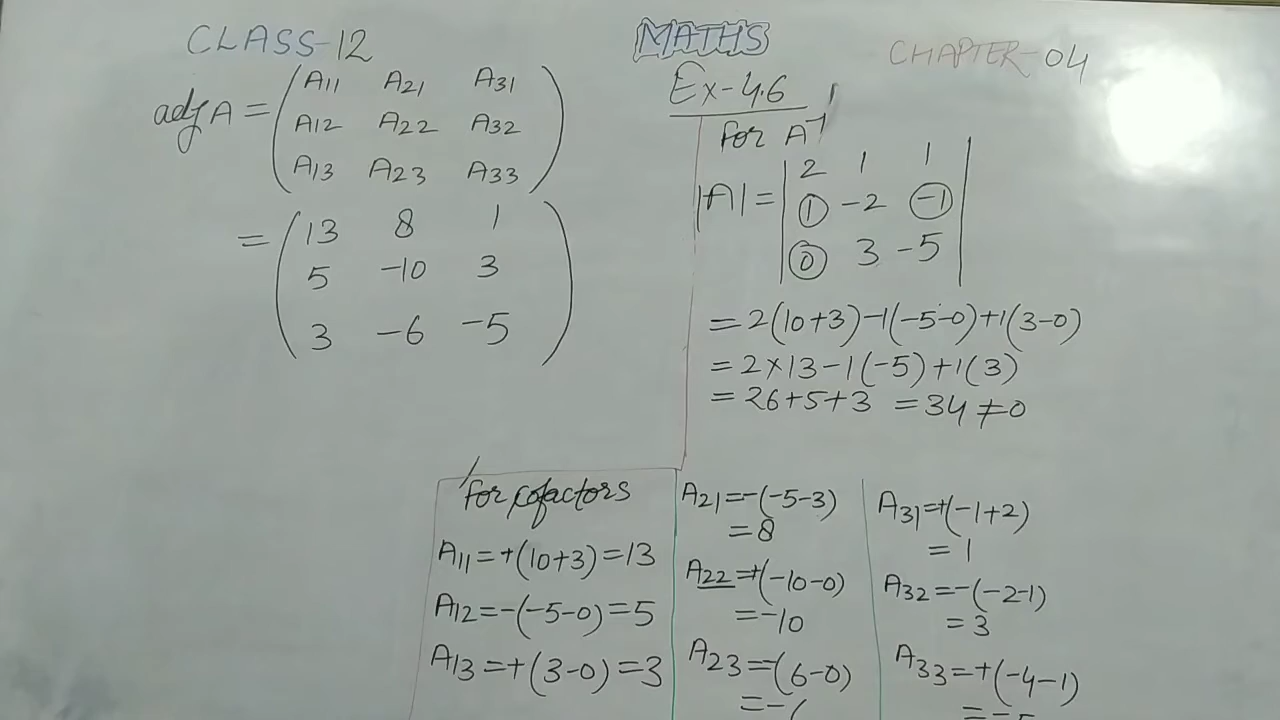 CLASS-12
MATHS
CHAPTER-04
adj A = ( A11 A21 A31
A12 A22 A32
A13 A23 A33 )
= ( 13 8 1
5 -10 3
3 -6 -5 )
Ex-4.6
For A⁻¹
|A| = | 2 1 1
1 -2 -1
0 3 -5 |
= 2(10+3)-1(-5-0)+1(3-0)
= 2×13-1(-5)+1(3)
= 26+5+3 = 34 ≠ 0
For cofactors
A11=+(10+3)=13
A12=-(-5-0)=5
A13=+(3-0)=3
A21=-(-5-3)
=8
A22=+(-10-0)
=-10
A23=-(6-0)
=-6
A31=+(-1+2)
= 1
A32=-(-2-1)
= 3
A33=+(-4-1)
=-5